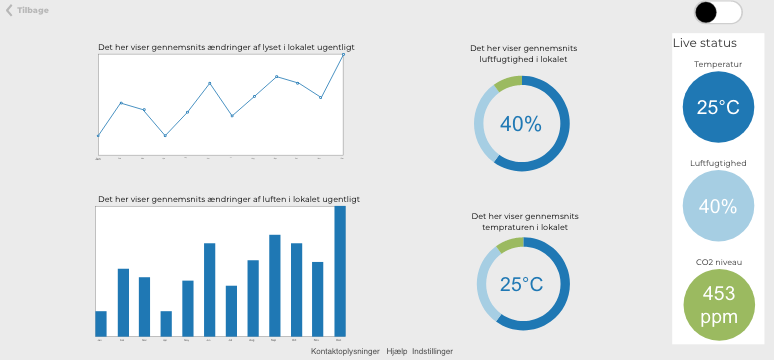 Tilbage
Det her viser gennemsnits ændringer af lyset i lokalet ugentligt
Det her viser gennemsnits
luftfugtighed i lokalet
40%
Det her viser gennemsnits ændringer af luften i lokalet ugentligt
Det her viser gennemsnits
tempraturen i lokalet
25°C
Live status
Temperatur
25°C
Luftfugtighed
40%
CO2 niveau
453
ppm
Kontaktoplysninger Hjælp Indstillinger